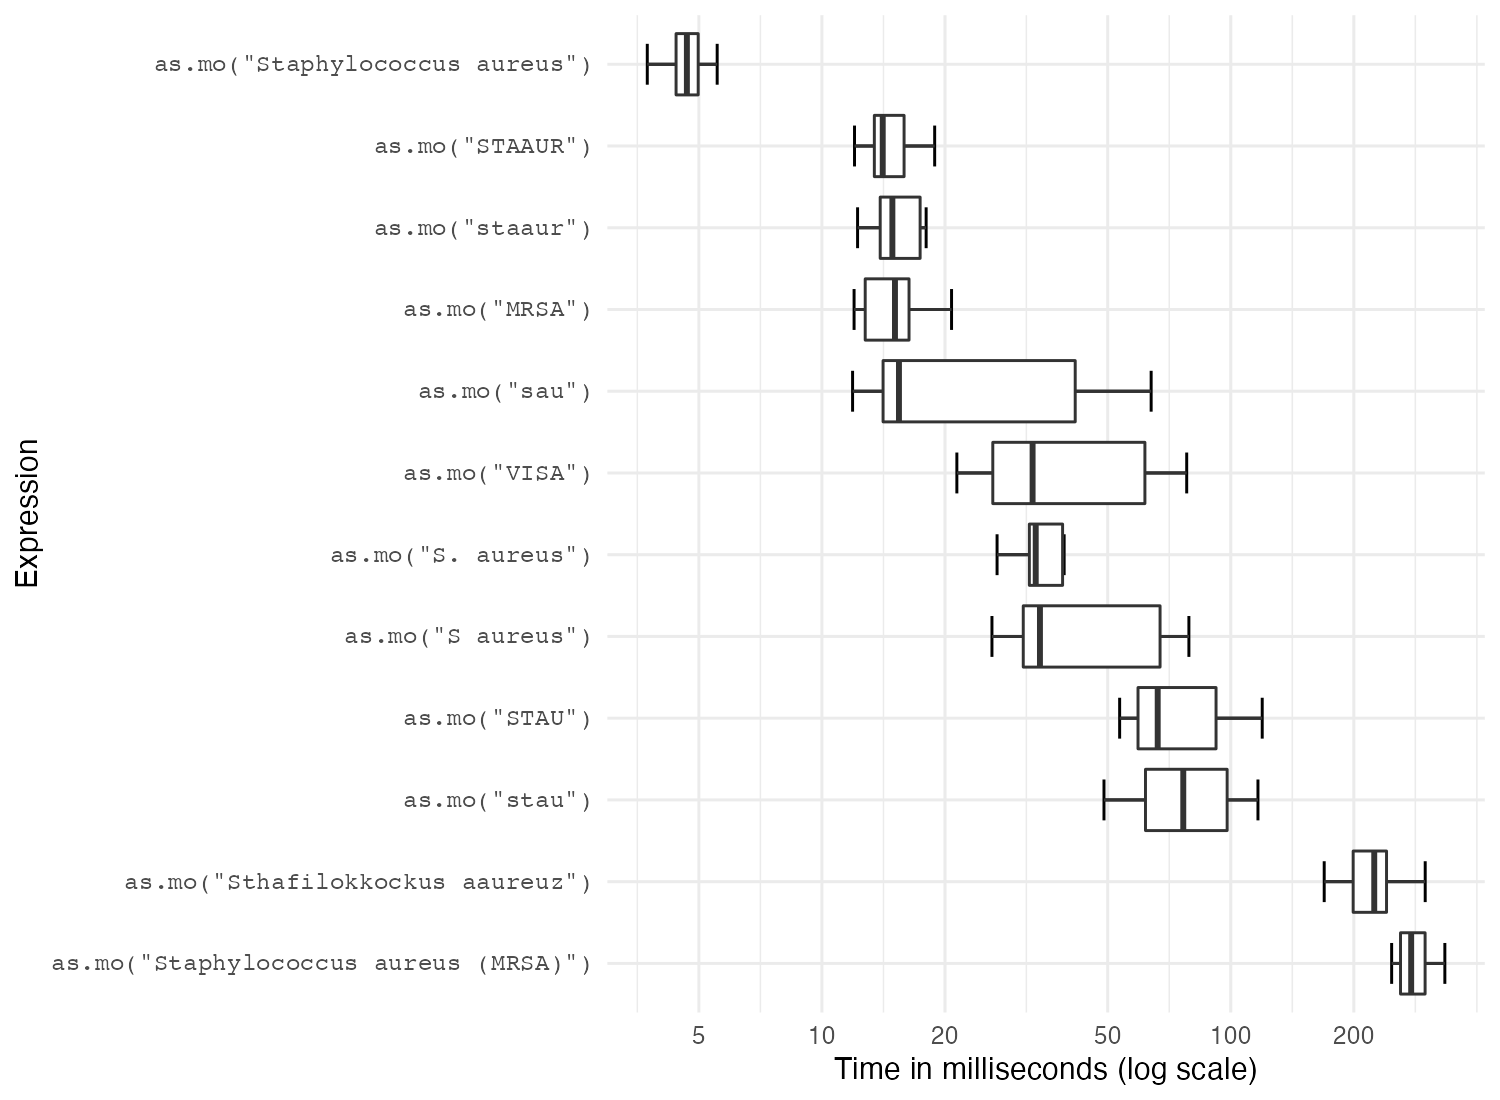 as.mo("Staphylococcus aureus")
as.mo("STAAUR")
as.mo("staaur")
as.mo("MRSA")
as.mo("sau")
as.mo("VISA")
as.mo("S. aureus")
as.mo("S aureus")
as.mo("STAU")
as.mo("stau")
as.mo("Sthafilokkockus aaureuz")
as.mo("Staphylococcus aureus (MRSA)")
Expression
5 10 20 50 100 200
Time in milliseconds (log scale)